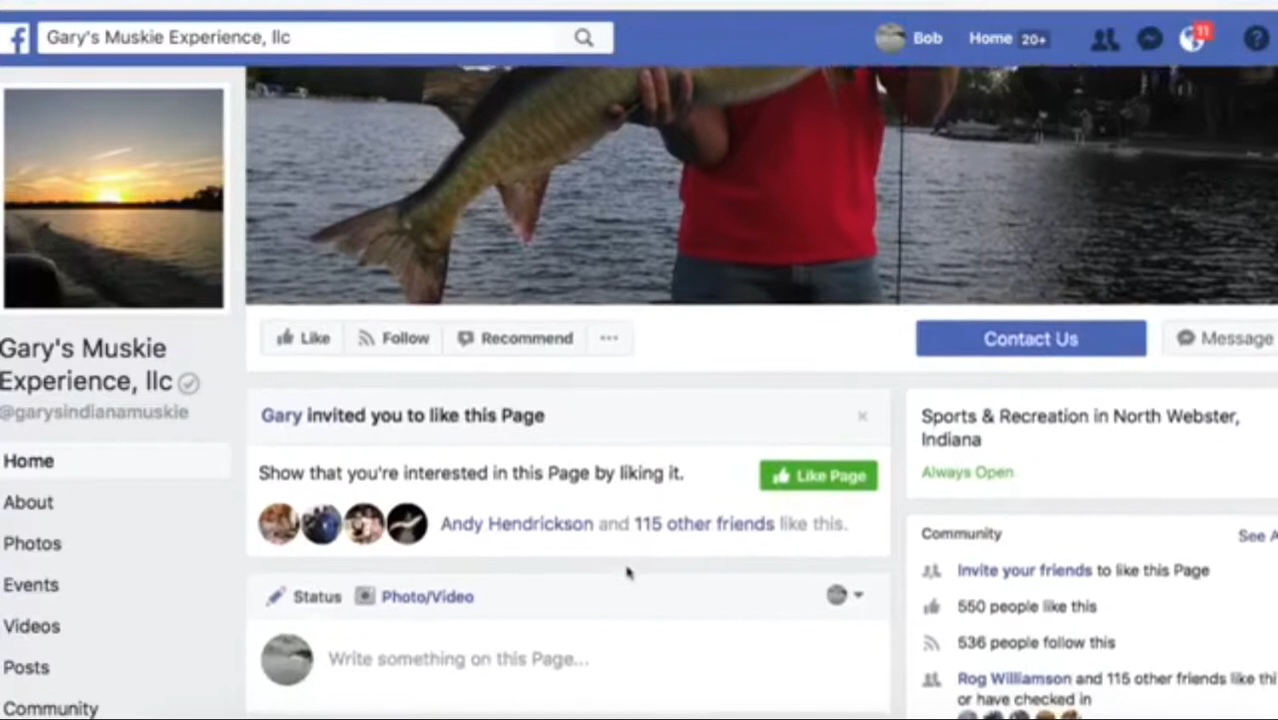 f
Gary's Muskie Experience, llc
Bob
Home 20+
11
?
Gary's Muskie
Experience, llc
@garysindianamuskie
Home
About
Photos
Events
Videos
Posts
Community
Like
Follow
Recommend
...
Contact Us
Message
Gary invited you to like this Page
×
Show that you're interested in this Page by liking it.
Like Page
Andy Hendrickson and 115 other friends like this.
Status
Photo/Video
Write something on this Page...
Sports & Recreation in North Webster,
Indiana
Always Open
Community
See A
Invite your friends to like this Page
550 people like this
536 people follow this
Rog Williamson and 115 other friends like thi
or have checked in